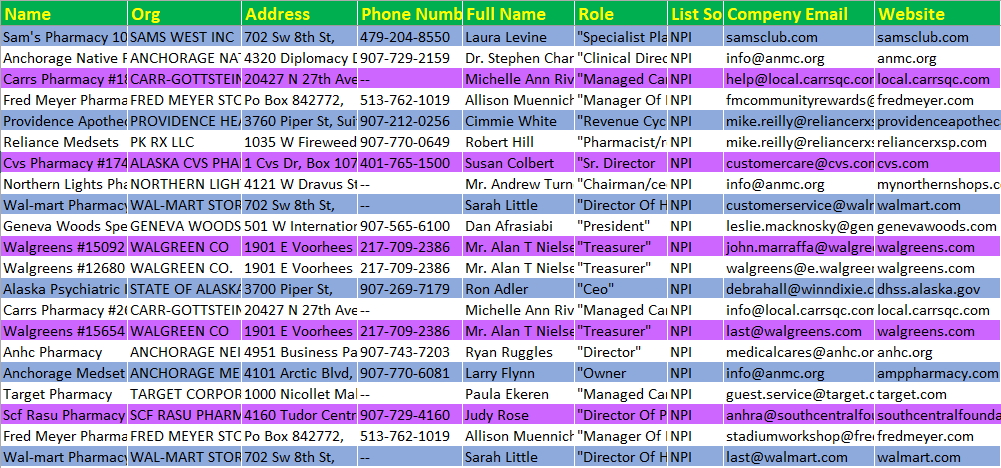 Name Org Address Phone Numb Full Name Role List So Compeny Email Website
Sam's Pharmacy 10 SAMS WEST INC 702 Sw 8th St, 479-204-8550 Laura Levine "Specialist Pla NPI samsclub.com samsclub.com
Anchorage Native P ANCHORAGE NAT 4320 Diplomacy D 907-729-2159 Dr. Stephen Char "Clinical Direc NPI info@anmc.org anmc.org
Carrs Pharmacy #18 CARR-GOTTSTEIN 20427 N 27th Ave -- Michelle Ann Riv "Managed Car NPI help@local.carrsqc.com local.carrsqc.com
Fred Meyer Pharma FRED MEYER STO Po Box 842772, 513-762-1019 Allison Muennich "Manager Of I NPI fmcommunityrewards@ fredmeyer.com
Providence Apothec PROVIDENCE HEA 3760 Piper St, Suit 907-212-0256 Cimmie White "Revenue Cyc NPI mike.reilly@reliancerx providenceapothec
Reliance Medsets PK RX LLC 1035 W Fireweed 907-770-0649 Robert Hill "Pharmacist/r NPI mike.reilly@reliancerx reliancerxsp.com
Cvs Pharmacy #174 ALASKA CVS PHA 1 Cvs Dr, Box 107 401-765-1500 Susan Colbert "Sr. Director NPI customercare@cvs.com cvs.com
Northern Lights Pha NORTHERN LIGH 4121 W Dravus St -- Mr. Andrew Turn "Chairman/ce NPI info@anmc.org mynorthernshops.c
Wal-mart Pharmacy WAL-MART STOR 702 Sw 8th St, -- Sarah Little "Director Of H NPI customerservice@walr walmart.com
Geneva Woods Spe GENEVA WOODS 501 W Internation 907-565-6100 Dan Afrasiabi "President" NPI leslie.macknosky@gen genevawoods.com
Walgreens #15092 WALGREEN CO 1901 E Voorhees 217-709-2386 Mr. Alan T Nielse "Treasurer" NPI john.marraffa@walgree walgreens.com
Walgreens #12680 WALGREEN CO. 1901 E Voorhees 217-709-2386 Mr. Alan T Nielse "Treasurer" NPI walgreens@e.walgreen walgreens.com
Alaska Psychiatric I STATE OF ALASKA 3700 Piper St, 907-269-7179 Ron Adler "Ceo" NPI debrahall@winndixie.c dhss.alaska.gov
Carrs Pharmacy #26 CARR-GOTTSTEIN 20427 N 27th Ave -- Michelle Ann Riv "Managed Car NPI info@local.carrsqc.com local.carrsqc.com
Walgreens #15654 WALGREEN CO 1901 E Voorhees 217-709-2386 Mr. Alan T Nielse "Treasurer" NPI last@walgreens.com walgreens.com
Anhc Pharmacy ANCHORAGE NEI 4951 Business Pa 907-743-7203 Ryan Ruggles "Director" NPI medicalcares@anhc.or anhc.org
Anchorage Medset ANCHORAGE ME 4101 Arctic Blvd, 907-770-6081 Larry Flynn "Owner NPI info@anmc.org amppharmacy.com
Target Pharmacy TARGET CORPOR 1000 Nicollet Mal -- Paula Ekeren "Managed Car NPI guest.service@target.c target.com
Scf Rasu Pharmacy SCF RASU PHARM 4160 Tudor Centr 907-729-4160 Judy Rose "Director Of P NPI anhra@southcentralfou southcentralfounda
Fred Meyer Pharma FRED MEYER STO Po Box 842772, 513-762-1019 Allison Muennich "Manager Of I NPI stadiumworkshop@fred fredmeyer.com
Wal-mart Pharmacy WAL-MART STOR 702 Sw 8th St, -- Sarah Little "Director Of H NPI last@walmart.com walmart.com